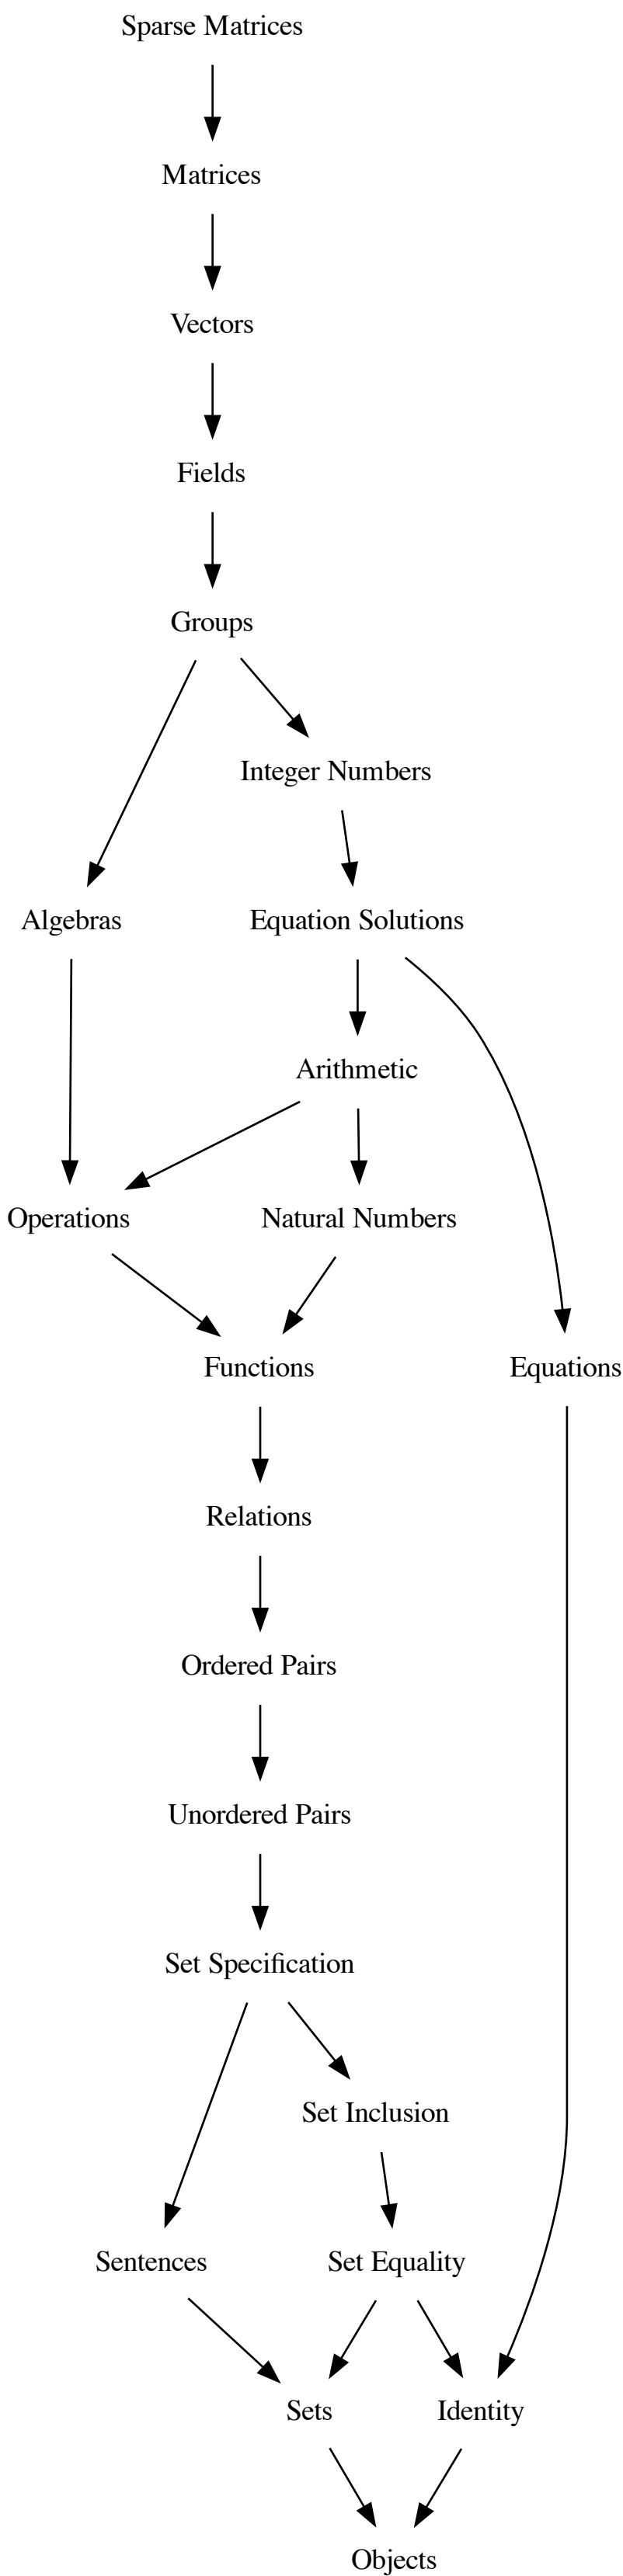 Sparse Matrices
Matrices
Vectors
Fields
Groups
Integer Numbers
Algebras
Equation Solutions
Arithmetic
Operations
Natural Numbers
Functions
Equations
Relations
Ordered Pairs
Unordered Pairs
Set Specification
Set Inclusion
Sentences
Set Equality
Sets
Identity
Objects